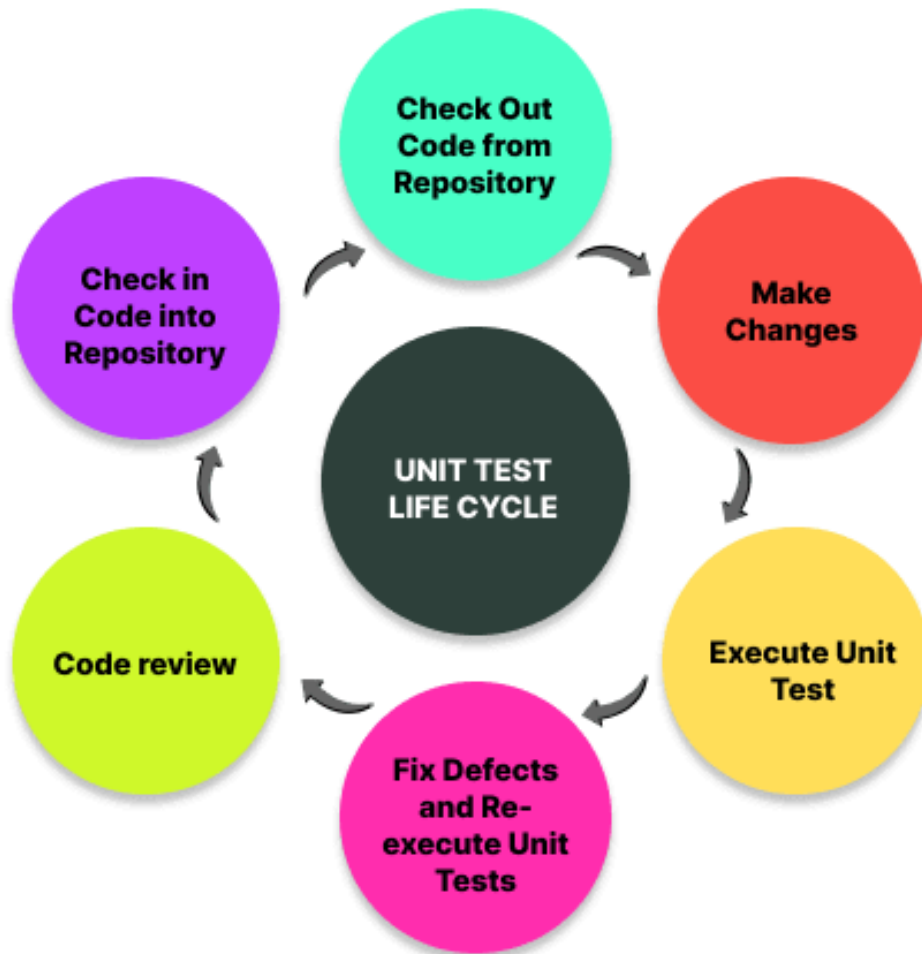 Check Out
Code from
Repository
Make
Changes
Execute Unit
Test
Fix Defects
and Re-
execute Unit
Tests
Code review
Check in
Code into
Repository
UNIT TEST
LIFE CYCLE